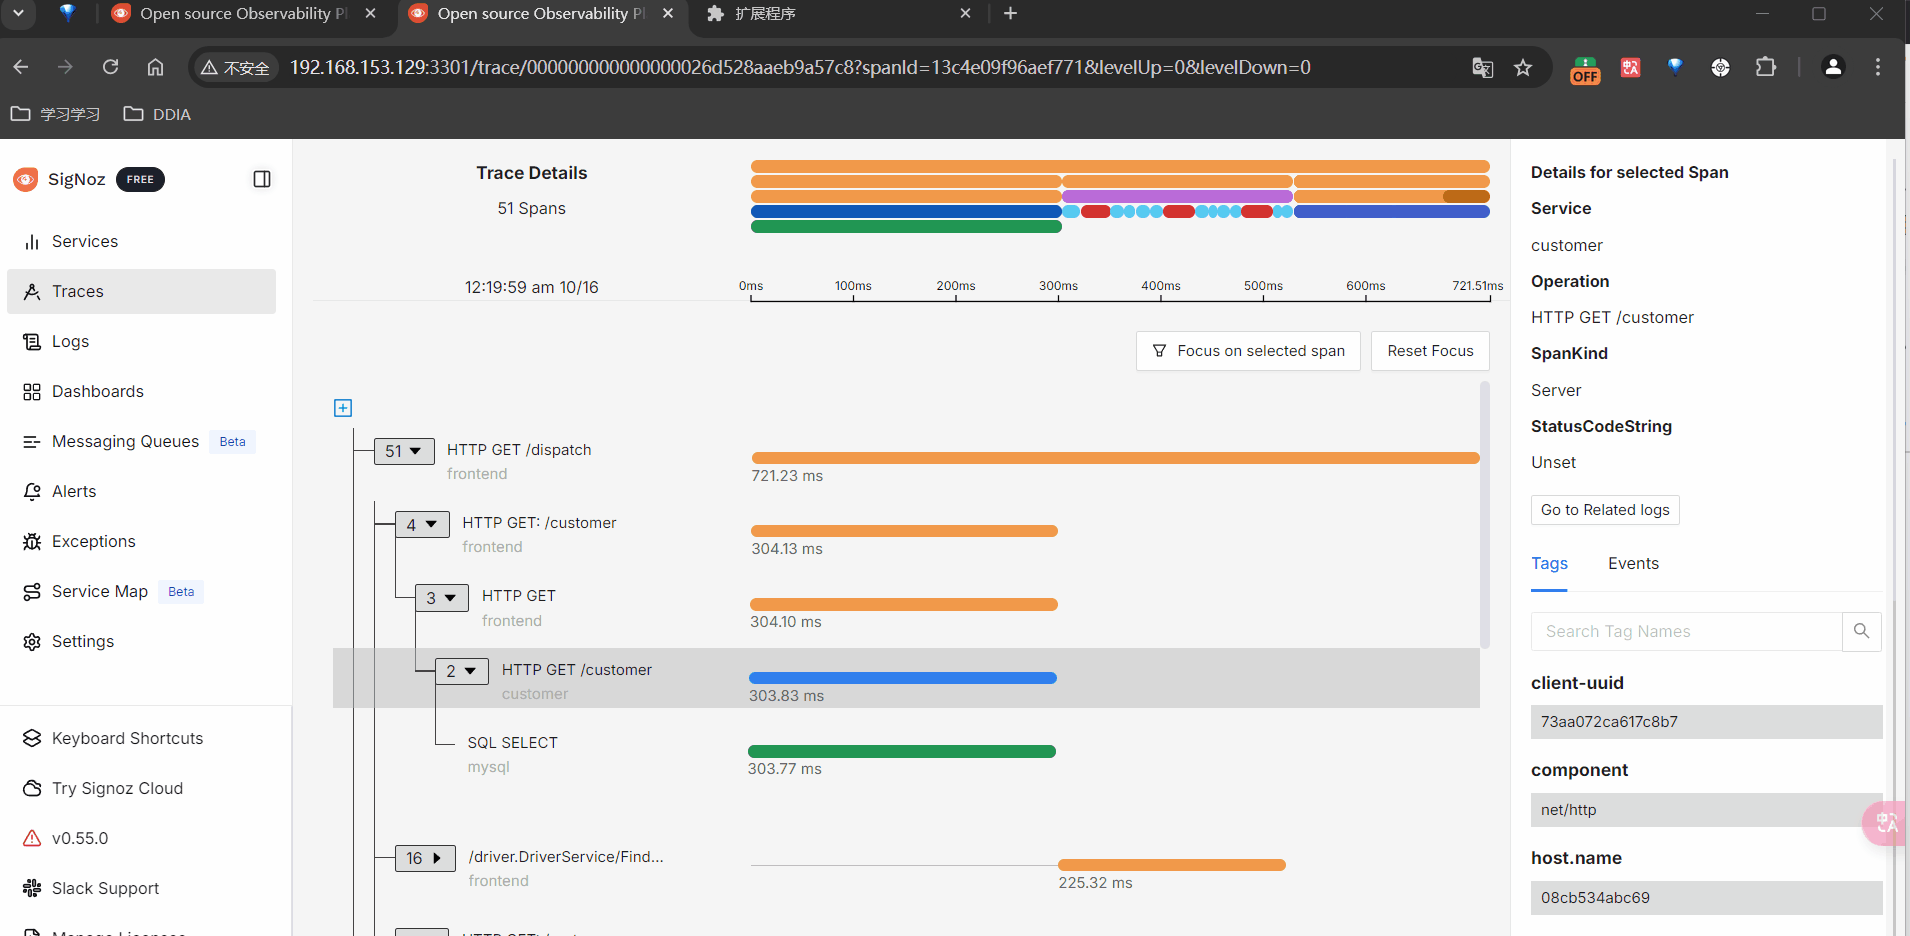 Open source Observability Pl
Open source Observability Pl
扩展程序
不安全
192.168.153.129:3301/trace/000000000000000026d528aaeb9a57c8?spanId=13c4e09f96aef771&levelUp=0&levelDown=0
OFF
学习学习
DDIA
SigNoz
FREE
Services
Traces
Logs
Dashboards
Messaging Queues
Beta
Alerts
Exceptions
Service Map
Beta
Settings
Keyboard Shortcuts
Try Signoz Cloud
v0.55.0
Slack Support
Manage Licenses
Trace Details
51 Spans
12:19:59 am 10/16
0ms
100ms
200ms
300ms
400ms
500ms
600ms
721.51ms
Focus on selected span
Reset Focus
51
HTTP GET /dispatch
frontend
721.23 ms
4
HTTP GET: /customer
frontend
304.13 ms
3
HTTP GET
frontend
304.10 ms
2
HTTP GET /customer
customer
303.83 ms
SQL SELECT
mysql
303.77 ms
16
/driver.DriverService/Find...
frontend
225.32 ms
Details for selected Span
Service
customer
Operation
HTTP GET /customer
SpanKind
Server
StatusCodeString
Unset
Go to Related logs
Tags
Events
Search Tag Names
client-uuid
73aa072ca617c8b7
component
net/http
host.name
08cb534abc69